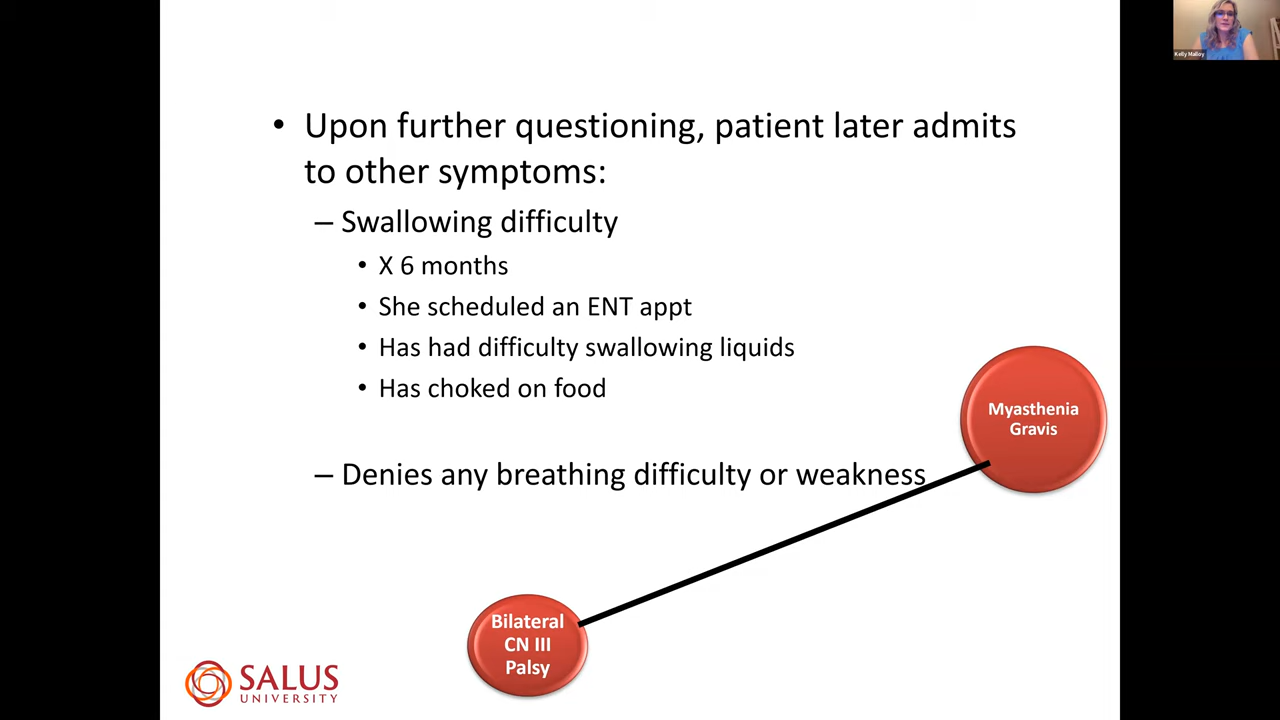 Kelly Malloy
• Upon further questioning, patient later admits
to other symptoms:
– Swallowing difficulty
• X 6 months
• She scheduled an ENT appt
• Has had difficulty swallowing liquids
• Has choked on food
Myasthenia
Gravis
– Denies any breathing difficulty or weakness
Bilateral
CN III
Palsy
SALUS
UNIVERSITY